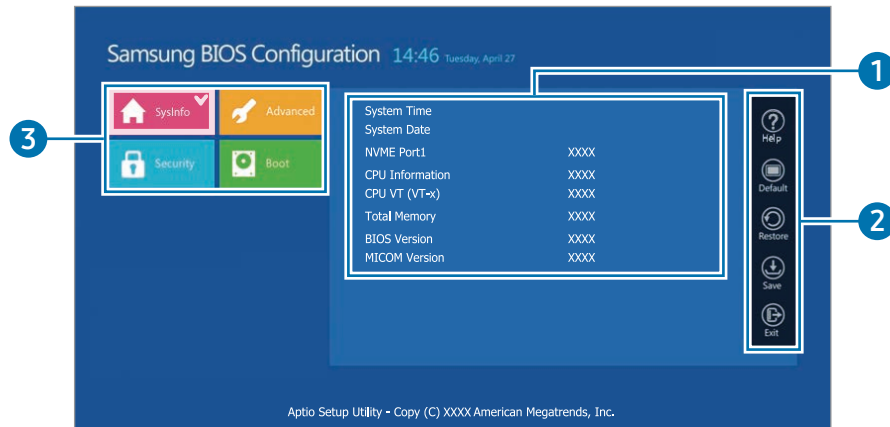 Samsung BIOS Configuration 14:46 Tuesday, April 27
1
3
SysInfo
Advanced
Security
Boot
System Time
System Date
NVME Port1 XXXX
CPU Information XXXX
CPU VT (VT-x) XXXX
Total Memory XXXX
BIOS Version XXXX
MICOM Version XXXX
Help
Default
Restore
Save
Exit
2
Aptio Setup Utility - Copy (C) XXXX American Megatrends, Inc.